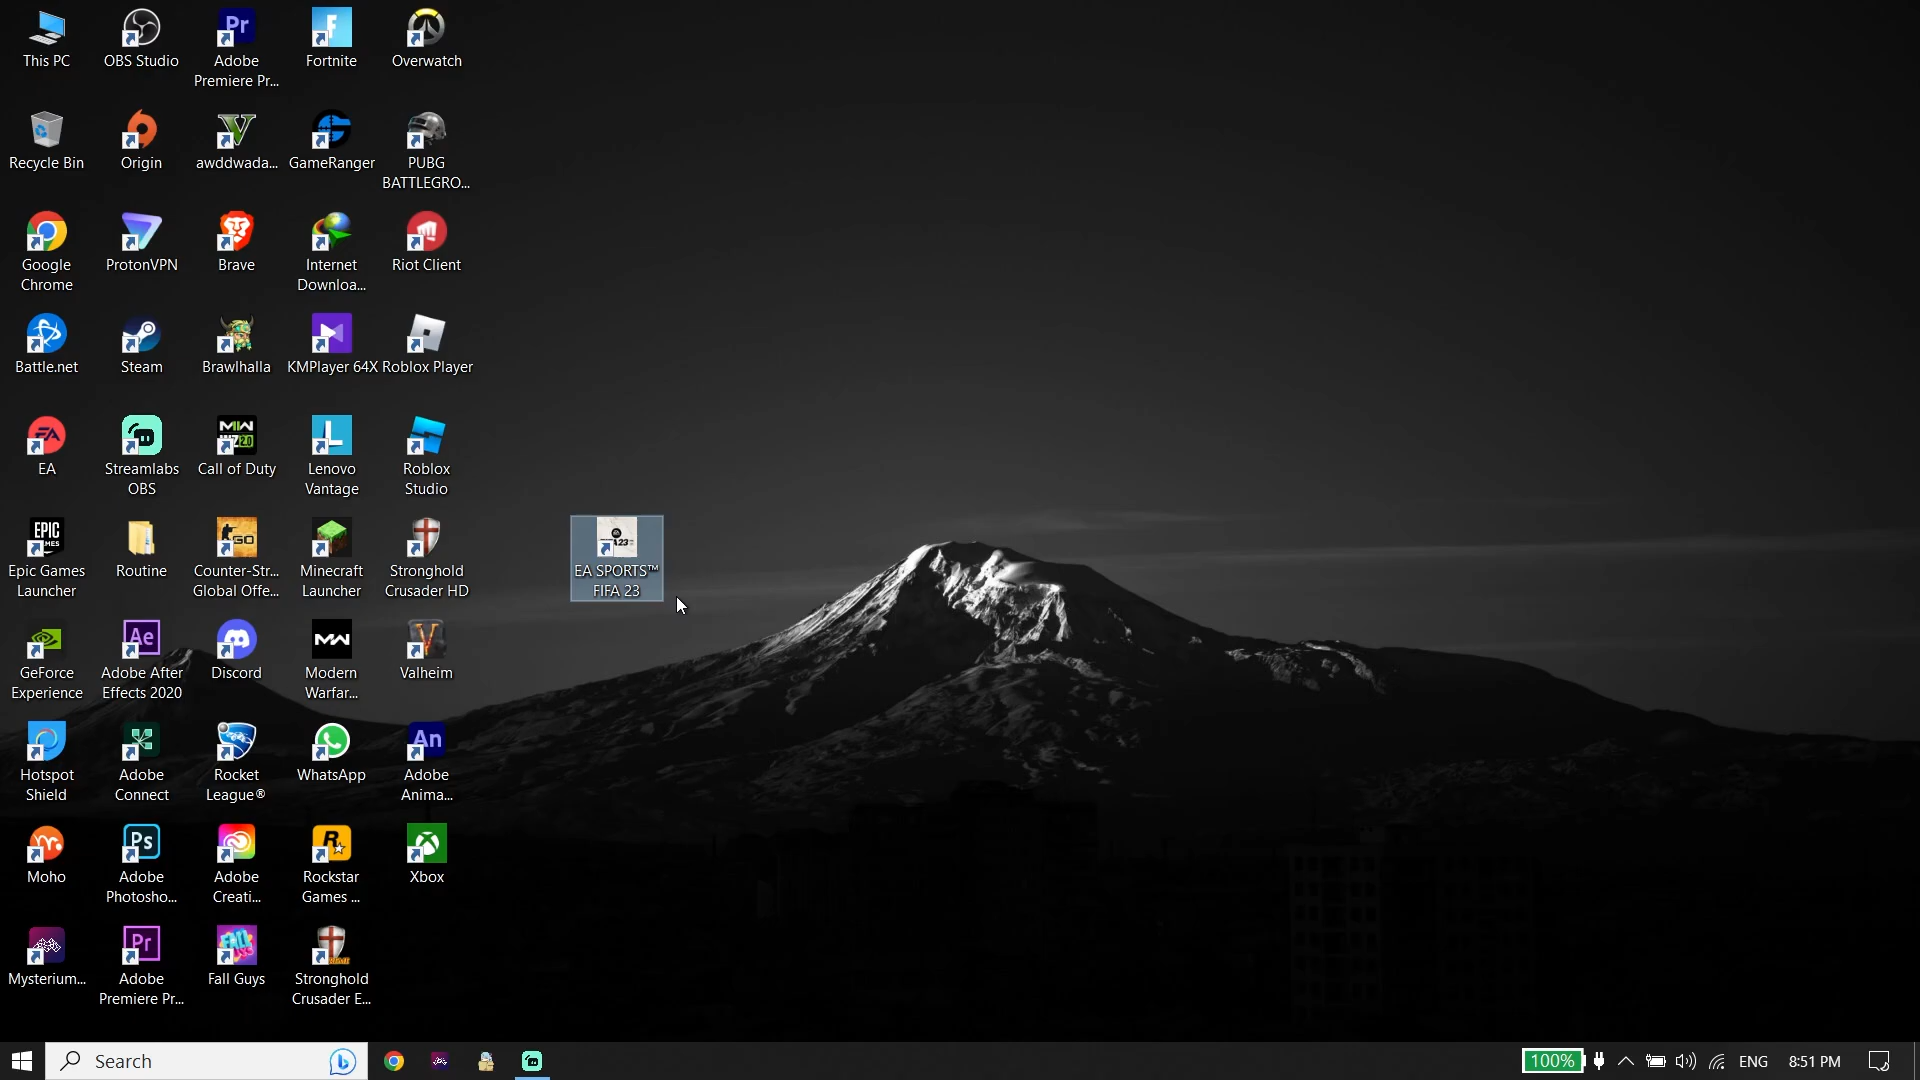 This PC
OBS Studio
Adobe
Premiere Pr...
Fortnite
Overwatch
Recycle Bin
Origin
awddwada...
GameRanger
PUBG
BATTLEGRO...
Google
Chrome
ProtonVPN
Brave
Internet
Downloa...
Riot Client
Battle.net
Steam
Brawlhalla
KMPlayer 64X
Roblox Player
EA
Streamlabs
OBS
Call of Duty
Lenovo
Vantage
Roblox
Studio
Epic Games
Launcher
Routine
Counter-Str...
Global Offe...
Minecraft
Launcher
Stronghold
Crusader HD
EA SPORTS™
FIFA 23
GeForce
Experience
Adobe After
Effects 2020
Discord
Modern
Warfar...
Valheim
Hotspot
Shield
Adobe
Connect
Rocket
League®
WhatsApp
Adobe
Anima...
Moho
Adobe
Photosho...
Adobe
Creati...
Rockstar
Games ...
Xbox
Mysterium...
Adobe
Premiere Pr...
Fall Guys
Stronghold
Crusader E...
Search
100%
ENG
8:51 PM